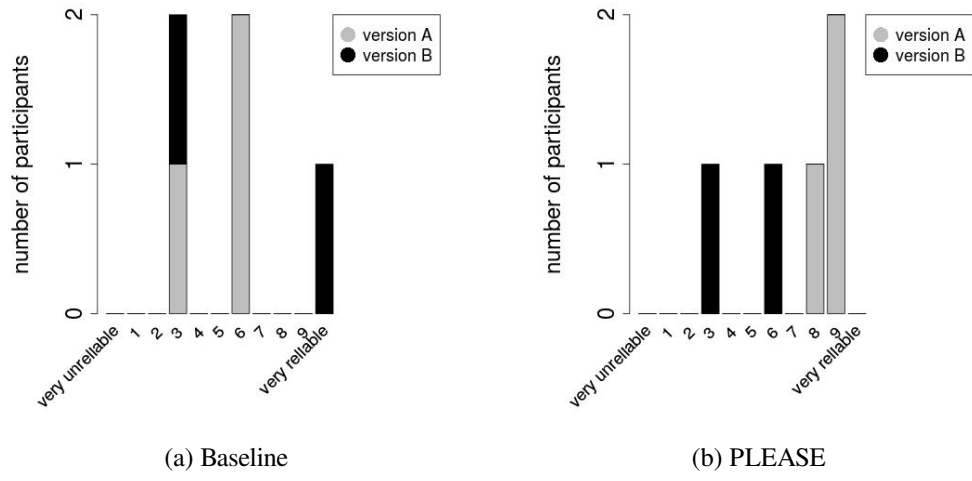 2
1
0
number of participants
version A
version B
very unreliable
1
2
3
4
5
6
7
8
9
very reliable
(a) Baseline
2
1
0
number of participants
version A
version B
very unreliable
1
2
3
4
5
6
7
8
9
very reliable
(b) PLEASE